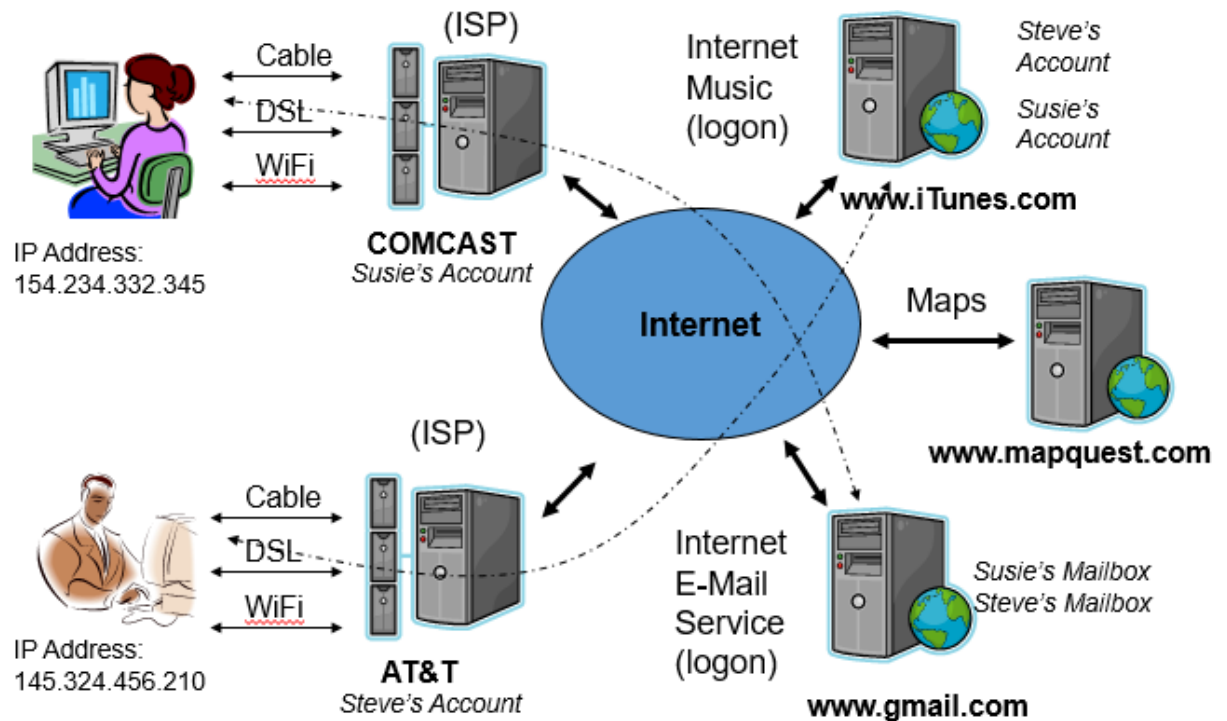 (ISP)
Cable
DSL
WiFi
IP Address:
154.234.332.345
COMCAST
Susie's Account
Internet
Music
(logon)
Steve's
Account
Susie's
Account
www.iTunes.com
Internet
Maps
www.mapquest.com
(ISP)
Cable
DSL
WiFi
IP Address:
145.324.456.210
AT&T
Steve's Account
Internet
E-Mail
Service
(logon)
Susie's Mailbox
Steve's Mailbox
www.gmail.com